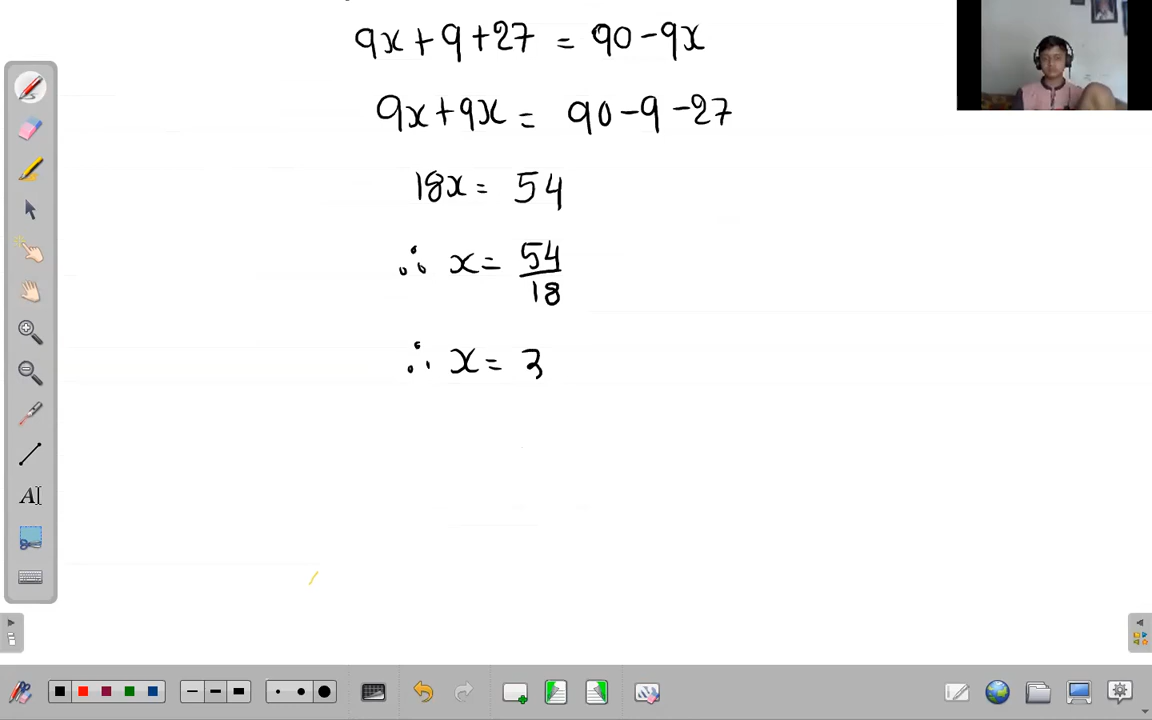 9x + 9 + 27 = 90 - 9x
9x + 9x = 90 - 9 - 27
18x = 54
∴ x = 54/18
∴ x = 3